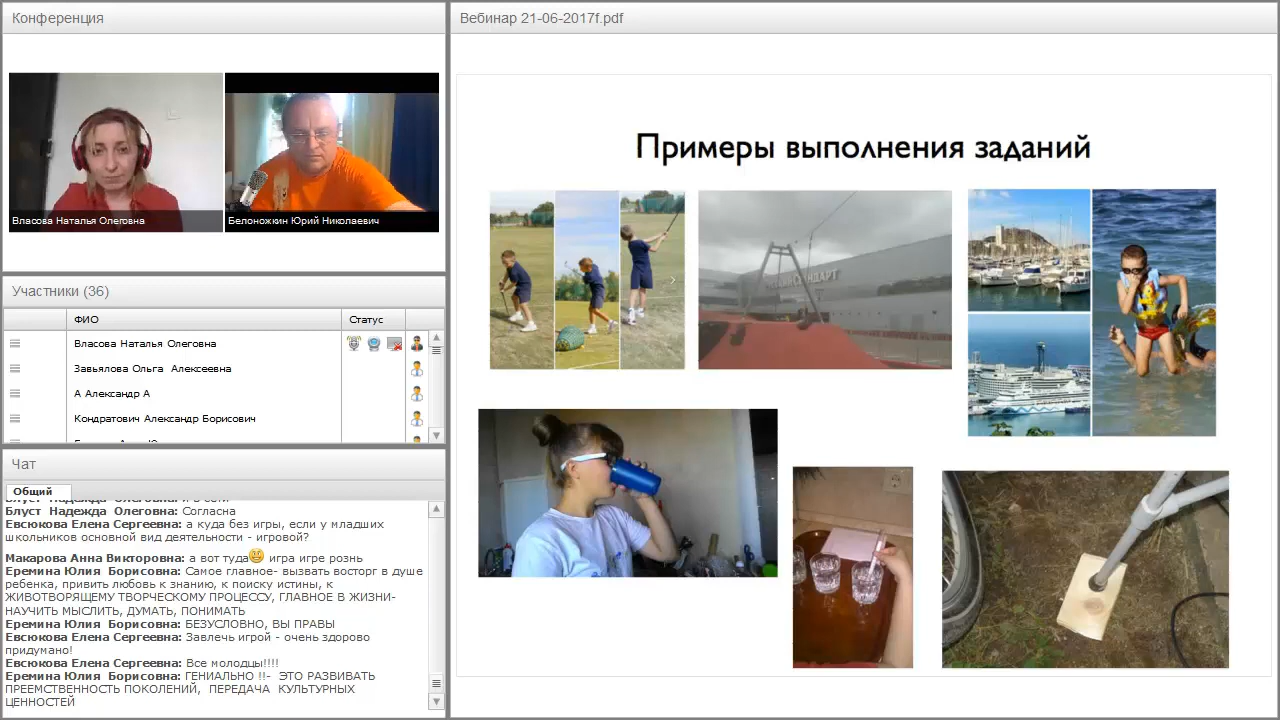 Конференция
Власова Наталья Олеговна
Белоножкин Юрий Николаевич
Участники (36)
ФИО
Статус
Власова Наталья Олеговна
Завьялова Ольга Алексеевна
А Александр А
Кондратович Александр Борисович
Чат
Общий
Блуст Надежда Олеговна:
Блуст Надежда Олеговна: Согласна
Евсюкова Елена Сергеевна: а куда без игры, если у младших
школьников основной вид деятельности - игровой?
Макарова Анна Викторовна: а вот туда игра игре рознь
Еремина Юлия Борисовна: Самое главное- вызвать восторг в душе
ребенка, привить любовь к знанию, к поиску истины, к
ЖИВОТВОРЯЩЕМУ ТВОРЧЕСКОМУ ПРОЦЕССУ, ГЛАВНОЕ В ЖИЗНИ-
НАУЧИТЬ МЫСЛИТЬ, ДУМАТЬ, ПОНИМАТЬ
Еремина Юлия Борисовна: БЕЗУСЛОВНО, ВЫ ПРАВЫ
Евсюкова Елена Сергеевна: Завлечь игрой - очень здорово
придумано!
Евсюкова Елена Сергеевна: Все молодцы!!!!
Еремина Юлия Борисовна: ГЕНИАЛЬНО !!- ЭТО РАЗВИВАТЬ
ПРЕЕМСТВЕННОСТЬ ПОКОЛЕНИЙ, ПЕРЕДАЧА КУЛЬТУРНЫХ
ЦЕННОСТЕЙ
Вебинар 21-06-2017f.pdf
Примеры выполнения заданий